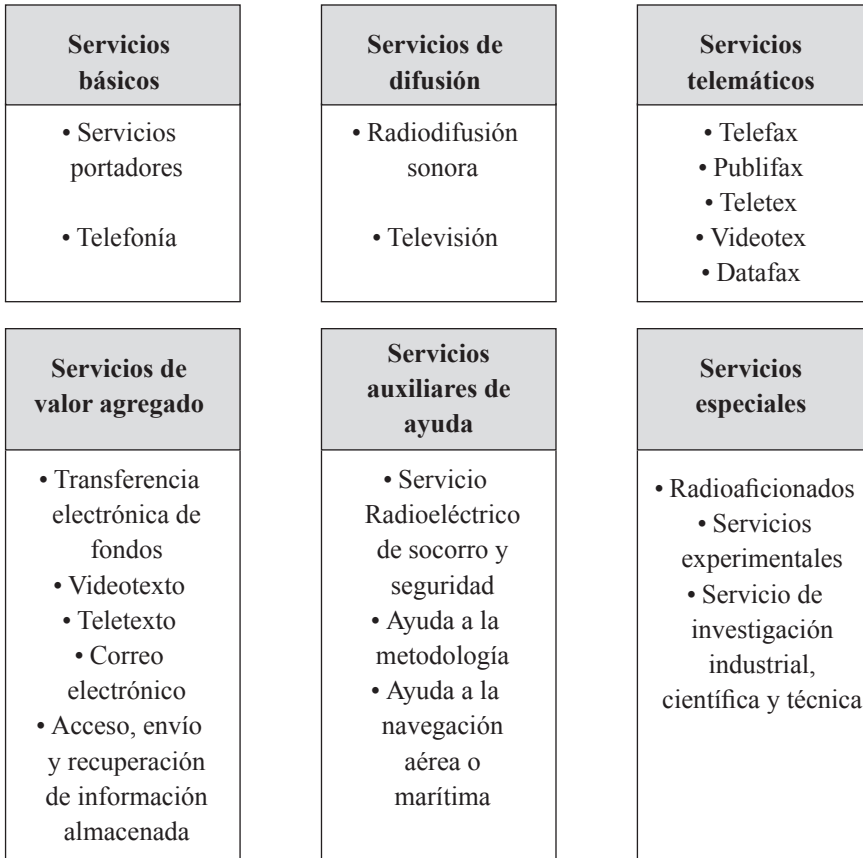 Servicios
básicos
• Servicios
portadores
• Telefonía
Servicios de
difusión
• Radiodifusión
sonora
• Televisión
Servicios
telemáticos
• Telefax
• Publifax
• Teletex
• Videotex
• Datafax
Servicios de
valor agregado
• Transferencia
electrónica de
fondos
• Videotexto
• Teletexto
• Correo
electrónico
• Acceso, envío
y recuperación
de información
almacenada
Servicios
auxiliares de
ayuda
• Servicio
Radioeléctrico
de socorro y
seguridad
• Ayuda a la
metodología
• Ayuda a la
navegación
aérea o
marítima
Servicios
especiales
• Radioaficionados
• Servicios
experimentales
• Servicio de
investigación
industrial,
científica y técnica